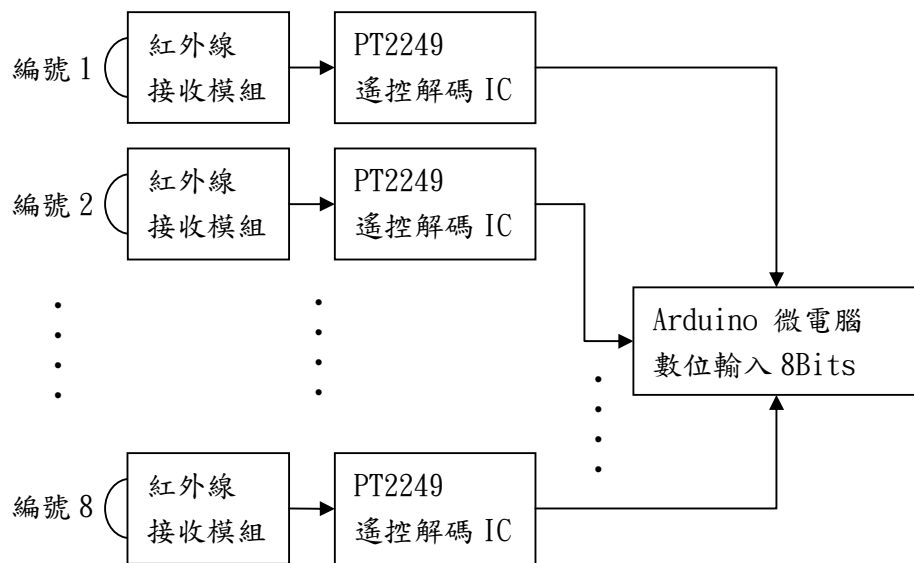 編號 1
紅外線
接收模組
PT2249
遙控解碼 IC
編號 2
紅外線
接收模組
PT2249
遙控解碼 IC
Arduino 微電腦
數位輸入 8Bits
編號 8
紅外線
接收模組
PT2249
遙控解碼 IC